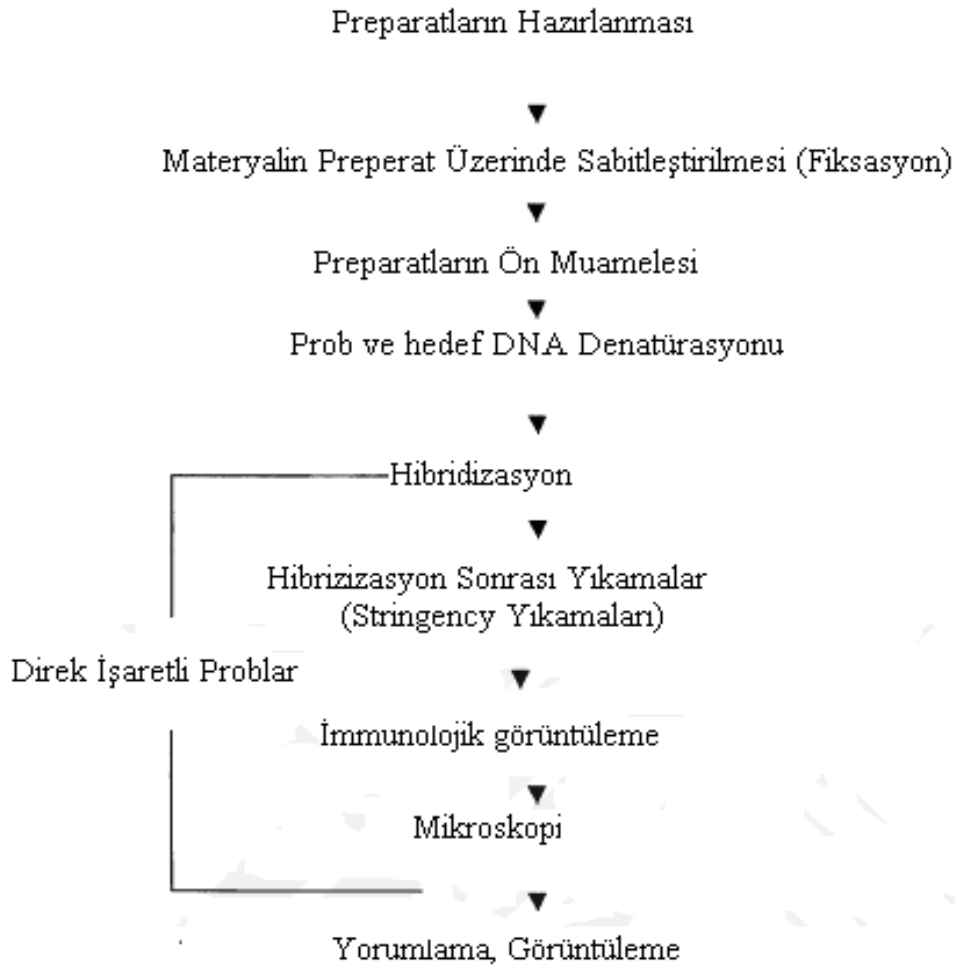 Preparatların Hazırlanması
Materyalin Preperat Üzerinde Sabitleştirilmesi (Fiksasyon)
Preparatların Ön Muamelesi
Prob ve hedef DNA Denatürasyonu
Hibridizasyon
Hibrizizasyon Sonrası Yıkamalar
(Stringency Yıkamaları)
Direk İşaretli Problar
İmmunolojik görüntüleme
Mikroskopi
Yorumlama, Görüntüleme